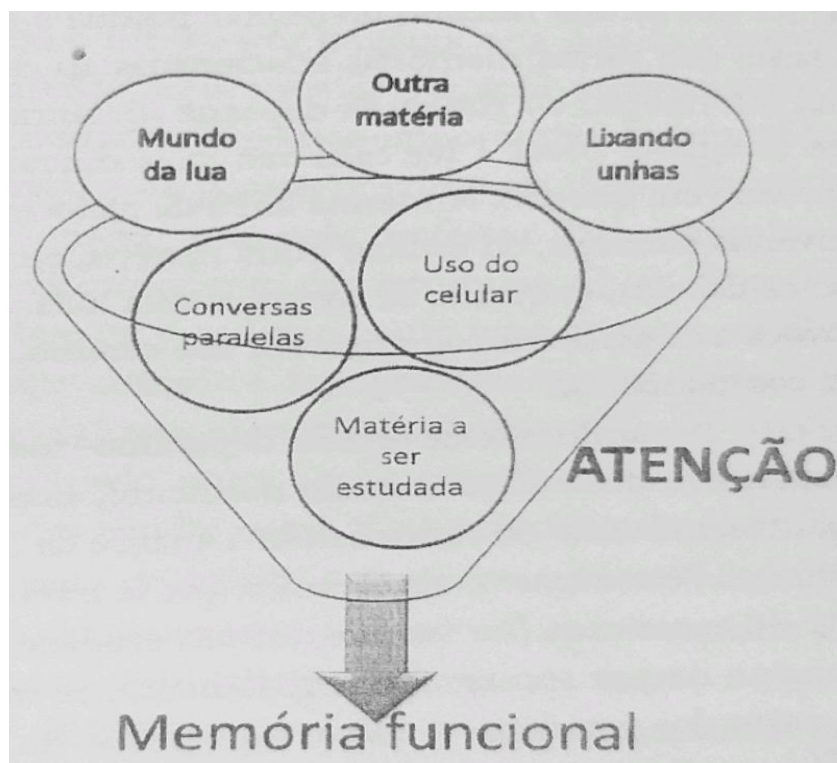 Outra
matéria
Mundo
da lua
Lixando
unhas
Uso do
celular
Conversas
paralelas
Matéria a
ser
estudada
ATENÇÃO
Memória funcional